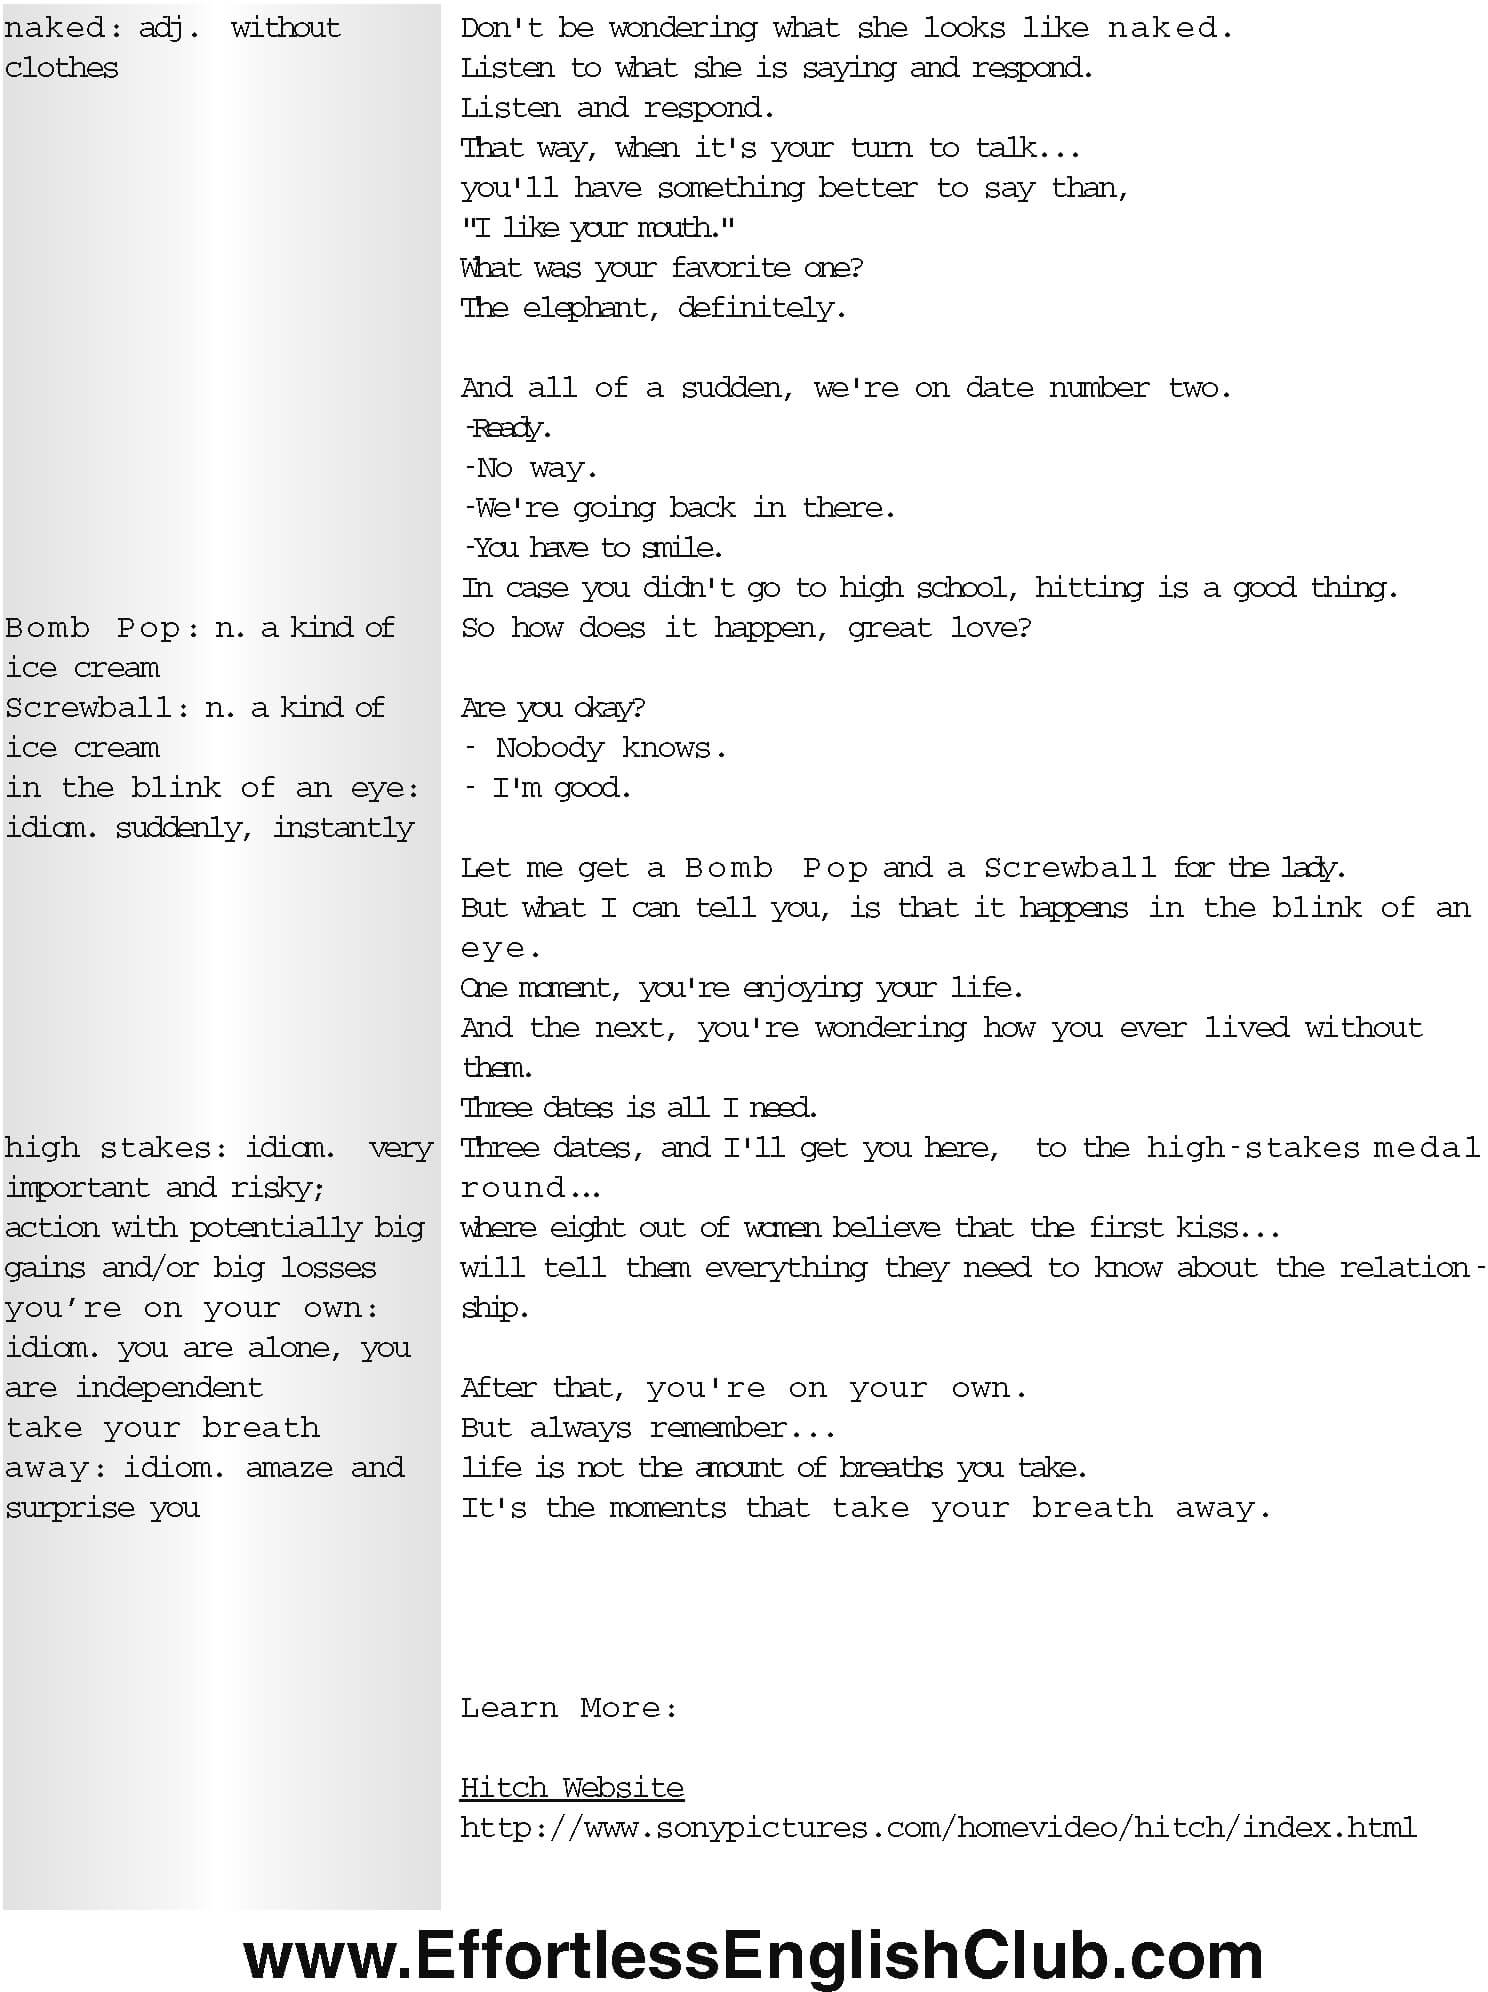 naked: adj. without
clothes
Bomb Pop: n. a kind of
ice cream
Screwball: n. a kind of
ice cream
in the blink of an eye:
idiom. suddenly, instantly
high stakes: idiom. very
important and risky;
action with potentially big
gains and/or big losses
you’re on your own:
idiom. you are alone, you
are independent
take your breath
away: idiom. amaze and
surprise you
Don't be wondering what she looks like naked.
Listen to what she is saying and respond.
Listen and respond.
That way, when it's your turn to talk...
you'll have something better to say than,
"I like your mouth."
What was your favorite one?
The elephant, definitely.
And all of a sudden, we're on date number two.
-Ready.
-No way.
-We're going back in there.
-You have to smile.
In case you didn't go to high school, hitting is a good thing.
So how does it happen, great love?
Are you okay?
- Nobody knows.
- I'm good.
Let me get a Bomb Pop and a Screwball for the lady.
But what I can tell you, is that it happens in the blink of an
eye.
One moment, you're enjoying your life.
And the next, you're wondering how you ever lived without
them.
Three dates is all I need.
Three dates, and I'll get you here, to the high-stakes medal
round...
where eight out of women believe that the first kiss...
will tell them everything they need to know about the relation-
ship.
After that, you're on your own.
But always remember...
life is not the amount of breaths you take.
It's the moments that take your breath away.
Learn More:
Hitch Website
http://www.sonypictures.com/homevideo/hitch/index.html
www.EffortlessEnglishClub.com